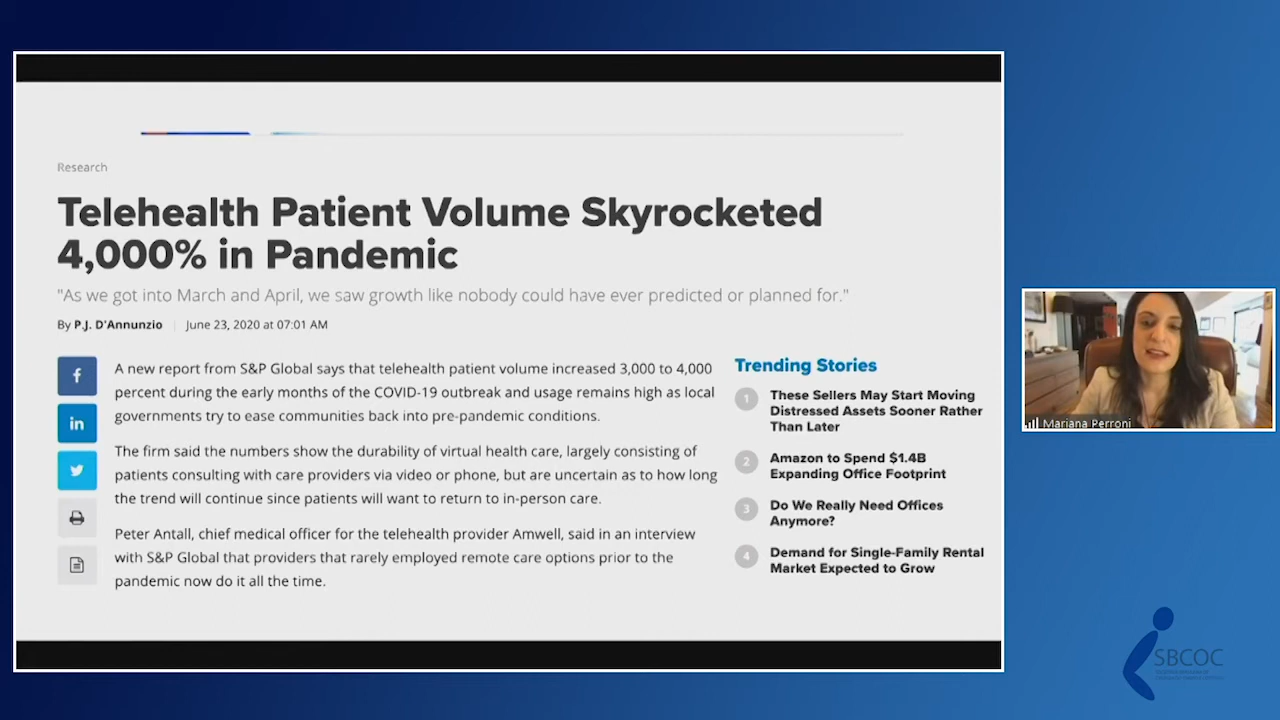 Research
Telehealth Patient Volume Skyrocketed
4,000% in Pandemic
"As we got into March and April, we saw growth like nobody could have ever predicted or planned for."
By P.J. D'Annunzio | June 23, 2020 at 07:01 AM
A new report from S&P Global says that telehealth patient volume increased 3,000 to 4,000
percent during the early months of the COVID-19 outbreak and usage remains high as local
governments try to ease communities back into pre-pandemic conditions.
The firm said the numbers show the durability of virtual health care, largely consisting of
patients consulting with care providers via video or phone, but are uncertain as to how long
the trend will continue since patients will want to return to in-person care.
Peter Antall, chief medical officer for the telehealth provider Amwell, said in an interview
with S&P Global that providers that rarely employed remote care options prior to the
pandemic now do it all the time.
f
in
Trending Stories
1 These Sellers May Start Moving
Distressed Assets Sooner Rather
Than Later
2 Amazon to Spend $1.4B
Expanding Office Footprint
3 Do We Really Need Offices
Anymore?
4 Demand for Single-Family Rental
Market Expected to Grow
Mariana Perroni
SBCOC